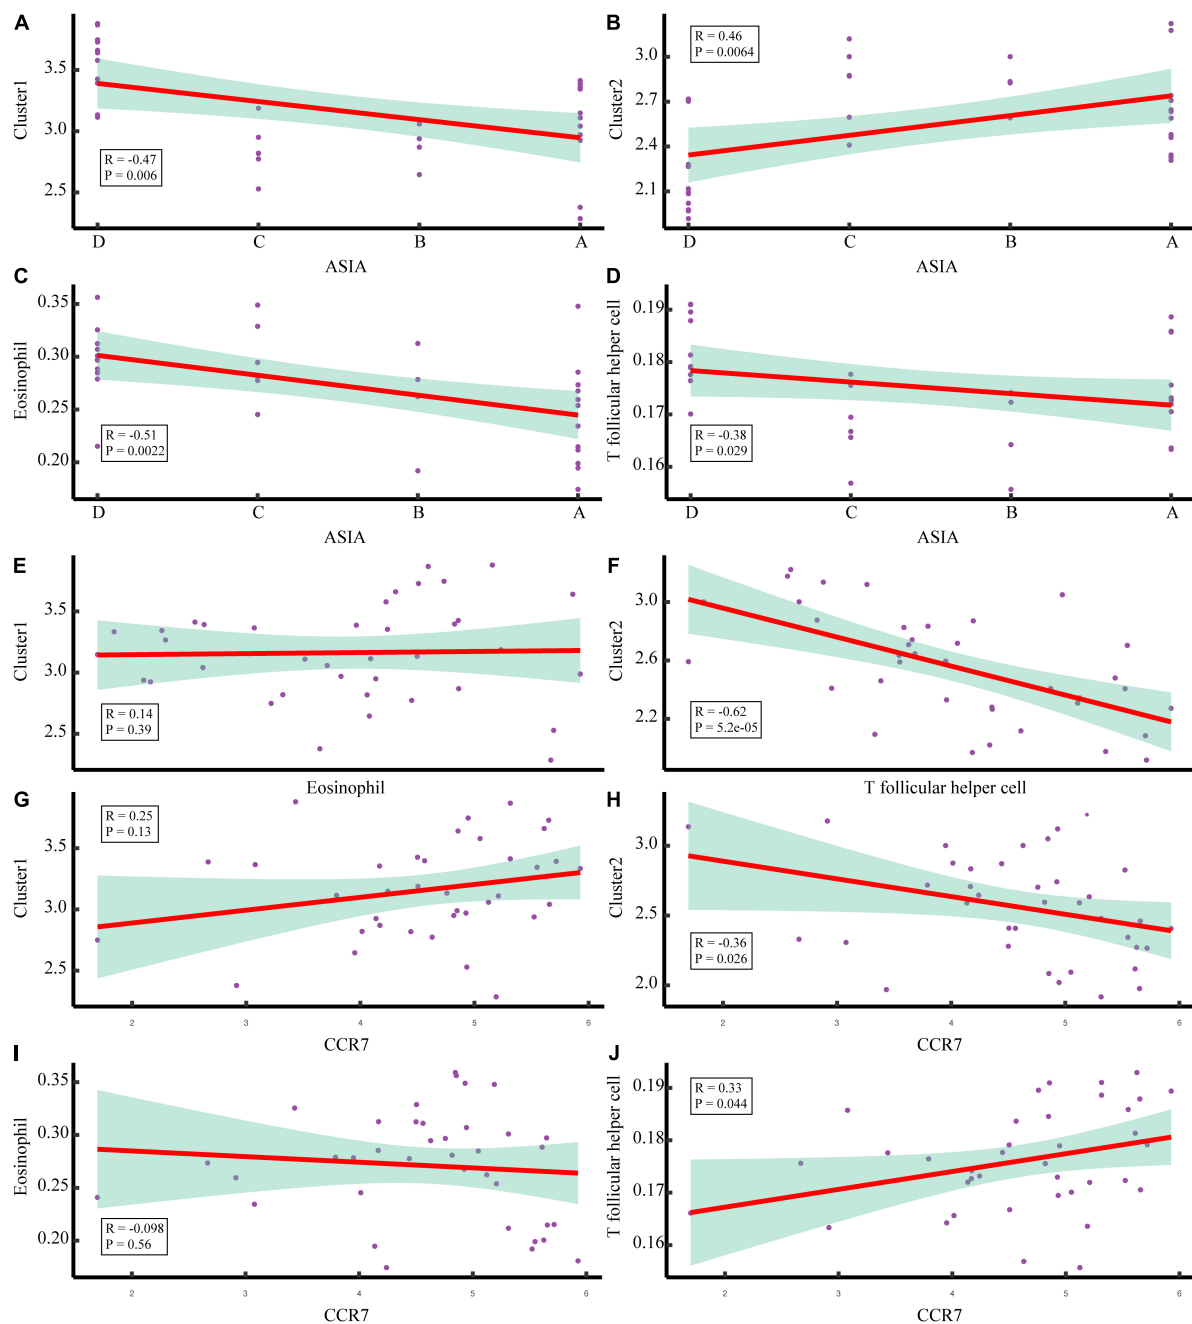 A
Cluster1
3.5
3.0
2.5
R = -0.47
P = 0.006
D C B A
ASIA
B
Cluster2
3.0
2.7
2.4
2.1
R = 0.46
P = 0.0064
D C B A
ASIA
C
Eosinophil
0.35
0.30
0.25
0.20
R = -0.51
P = 0.0022
D C B A
ASIA
D
T follicular helper cell
0.19
0.18
0.17
0.16
R = -0.38
P = 0.029
D C B A
ASIA
E
Cluster1
3.5
3.0
2.5
R = 0.14
P = 0.39
Eosinophil
F
Cluster2
3.0
2.6
2.2
R = -0.62
P = 5.2e-05
T follicular helper cell
G
Cluster1
3.5
3.0
2.5
R = 0.25
P = 0.13
2 3 4 5 6
CCR7
H
Cluster2
3.0
2.5
2.0
R = -0.36
P = 0.026
2 3 4 5 6
CCR7
I
Eosinophil
0.35
0.30
0.25
0.20
R = -0.098
P = 0.56
2 3 4 5 6
CCR7
J
T follicular helper cell
0.19
0.18
0.17
0.16
R = 0.33
P = 0.044
2 3 4 5 6
CCR7